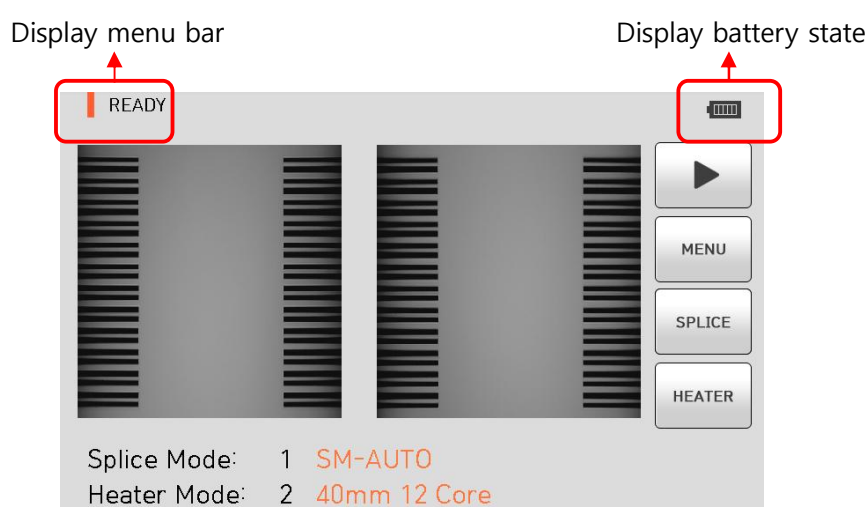 Display menu bar
Display battery state
READY
MENU
SPLICE
HEATER
Splice Mode: 1 SM-AUTO
Heater Mode: 2 40mm 12 Core